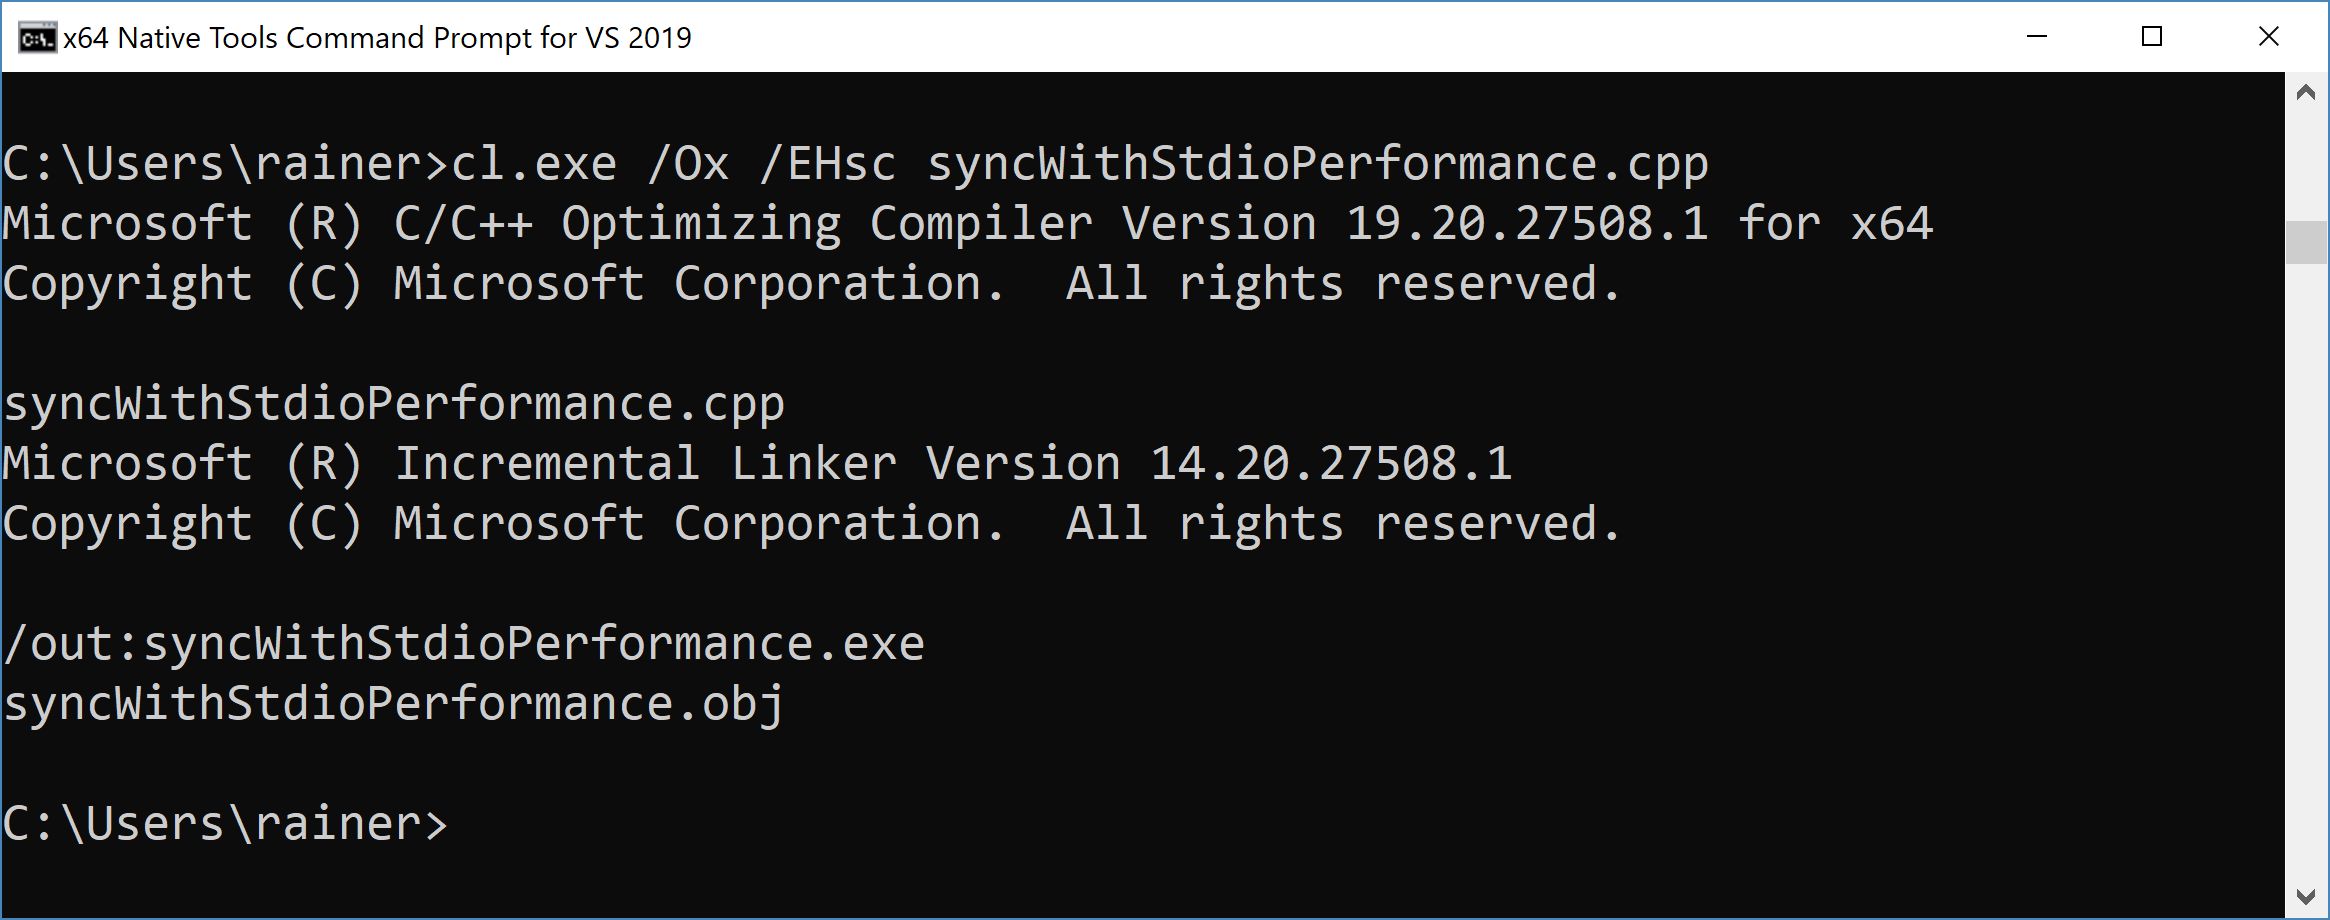 C:\. x64 Native Tools Command Prompt for VS 2019
C:\Users\rainer>cl.exe /Ox /EHsc syncWithStdioPerformance.cpp
Microsoft (R) C/C++ Optimizing Compiler Version 19.20.27508.1 for x64
Copyright (C) Microsoft Corporation.  All rights reserved.
syncWithStdioPerformance.cpp
Microsoft (R) Incremental Linker Version 14.20.27508.1
Copyright (C) Microsoft Corporation.  All rights reserved.
/out:syncWithStdioPerformance.exe
syncWithStdioPerformance.obj
C:\Users\rainer>